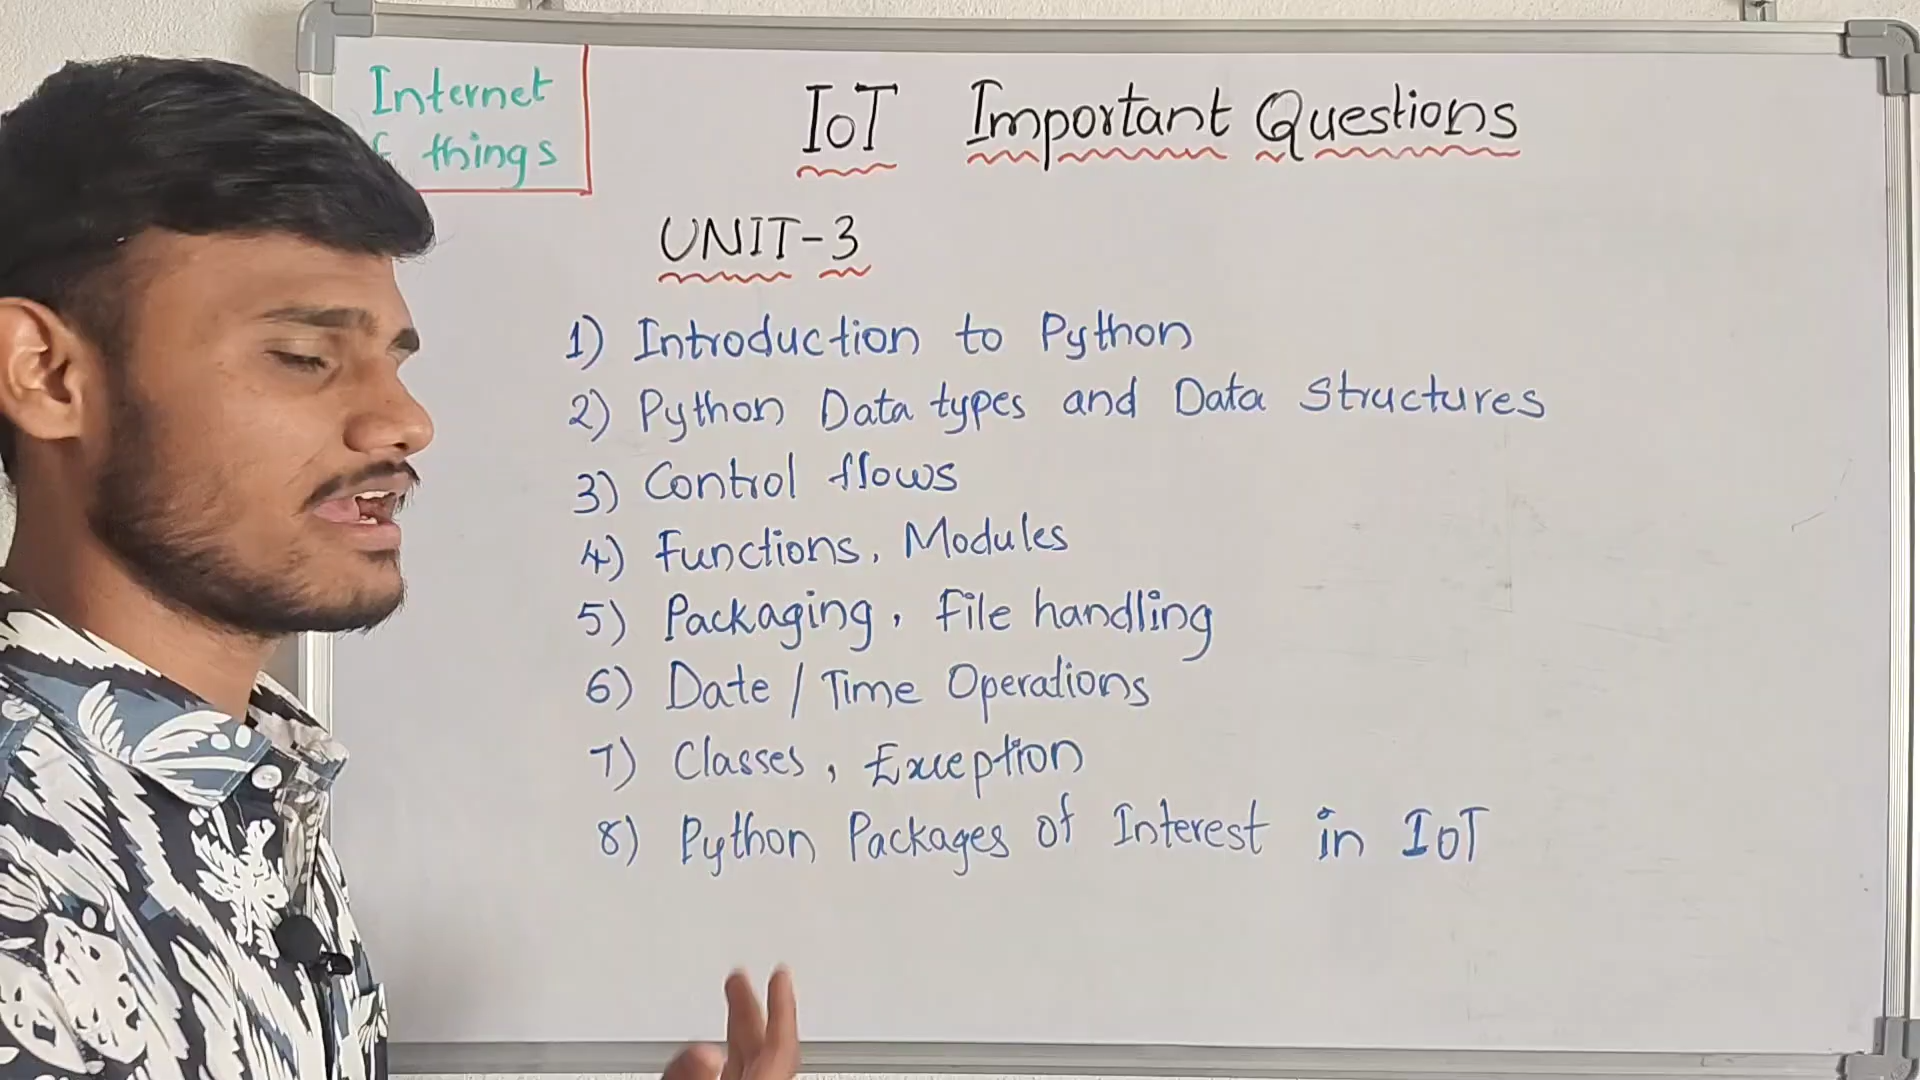 Internet
things
IoT Important Questions
UNIT-3
1) Introduction to Python
2) Python Data types and Data Structures
3) Control flows
4) Functions, Modules
5) Packaging, File handling
6) Date / Time Operations
7) Classes, Exception
8) Python Packages of Interest in IoT